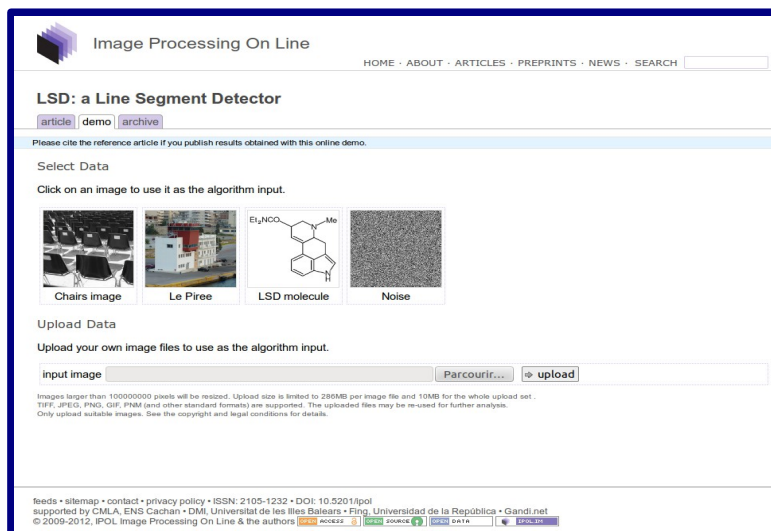 Image Processing On Line
HOME · ABOUT · ARTICLES · PREPRINTS · NEWS · SEARCH
LSD: a Line Segment Detector
article demo archive
Please cite the reference article if you publish results obtained with this online demo.
Select Data
Click on an image to use it as the algorithm input.
Et₂NCO N Me
N
H
Chairs image Le Piree LSD molecule Noise
Upload Data
Upload your own image files to use as the algorithm input.
input image Parcourir... ⇨ upload
Images larger than 100000000 pixels will be resized. Upload size is limited to 286MB per image file and 10MB for the whole upload set .
TIFF, JPEG, PNG, GIF, PNM (and other standard formats) are supported. The uploaded files may be re-used for further analysis.
Only upload suitable images. See the copyright and legal conditions for details.
feeds • sitemap • contact • privacy policy • ISSN: 2105-1232 • DOI: 10.5201/ipol
supported by CMLA, ENS Cachan • DMI, Universitat de les Illes Balears • Fing, Universidad de la República • Gandi.net
© 2009-2012, IPOL Image Processing On Line & the authors OPEN ACCESS OPEN SOURCE OPEN DATA IPOL.IM